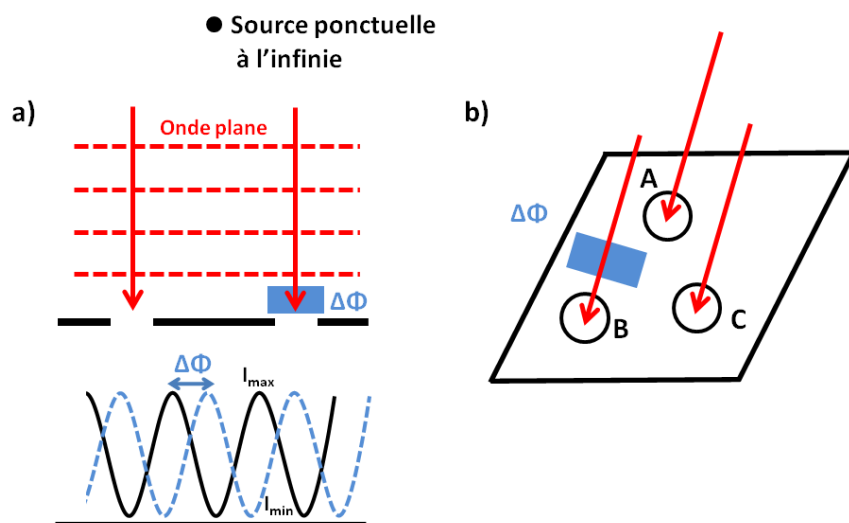 Source ponctuelle
à l'infinie
a)
Onde plane
ΔΦ
ΔΦ
Imax
Imin
b)
A
ΔΦ
B
C